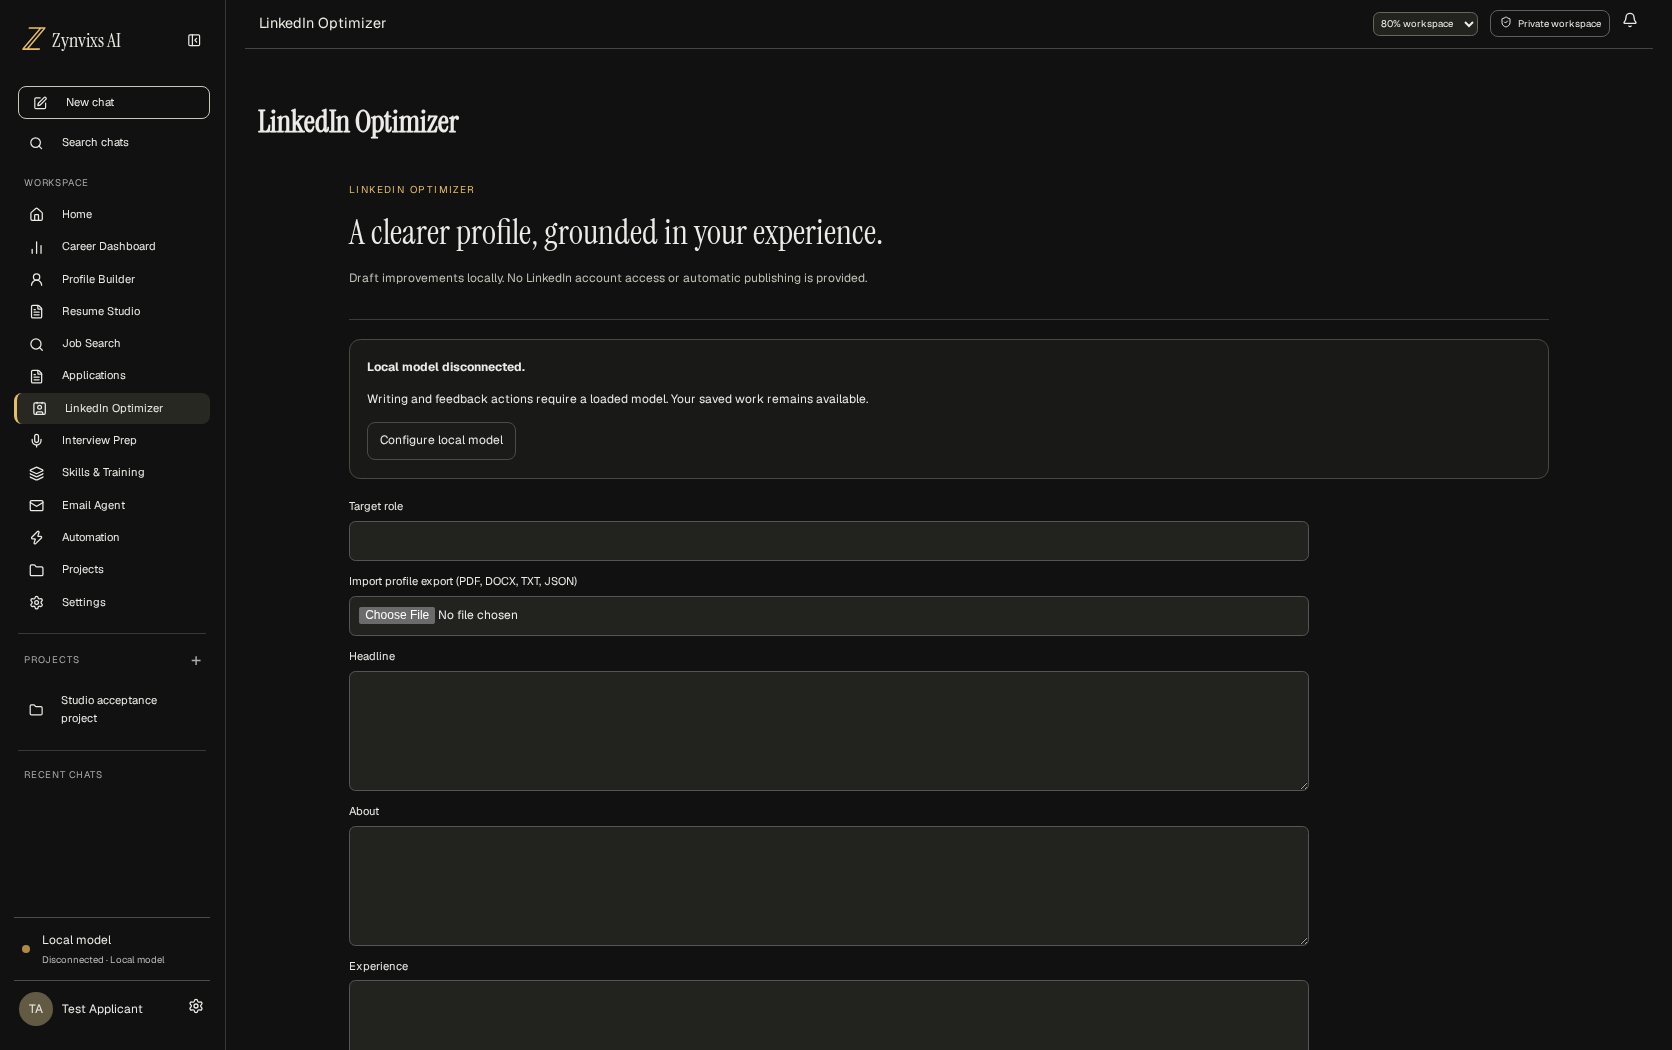 Zynvixs AI
New chat
Search chats
WORKSPACE
Home
Career Dashboard
Profile Builder
Resume Studio
Job Search
Applications
LinkedIn Optimizer
Interview Prep
Skills & Training
Email Agent
Automation
Projects
Settings
PROJECTS
Studio acceptance
project
RECENT CHATS
Local model
Disconnected · Local model
TA
Test Applicant
LinkedIn Optimizer
80% workspace
Private workspace
LinkedIn Optimizer
LINKEDIN OPTIMIZER
A clearer profile, grounded in your experience.
Draft improvements locally. No LinkedIn account access or automatic publishing is provided.
Local model disconnected.
Writing and feedback actions require a loaded model. Your saved work remains available.
Configure local model
Target role
Import profile export (PDF, DOCX, TXT, JSON)
Choose File No file chosen
Headline
About
Experience